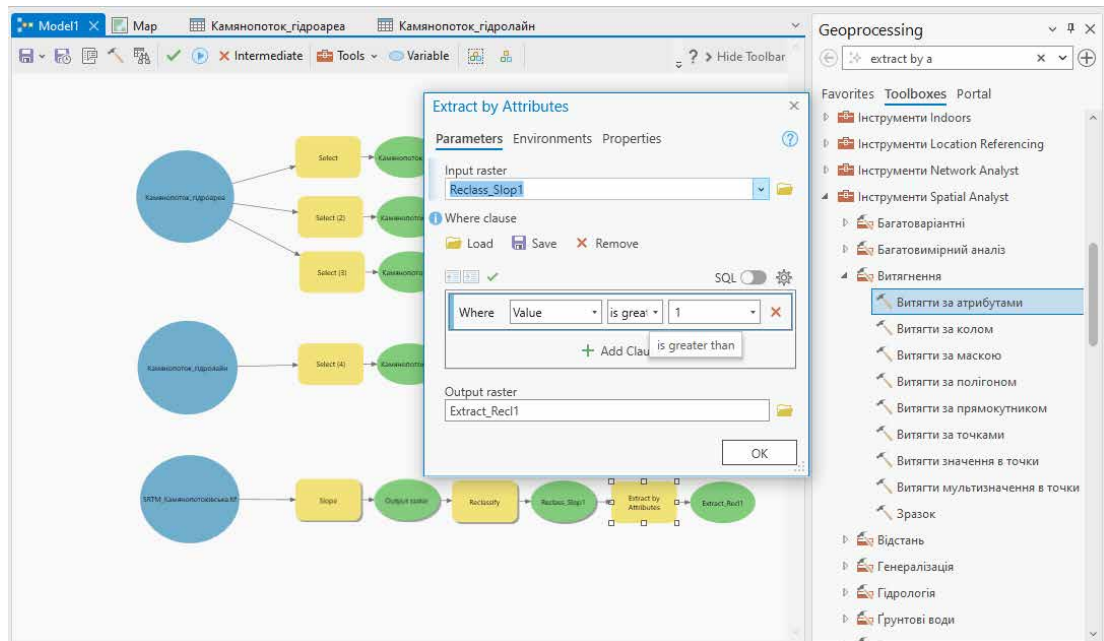 Model1
Map
Камянопоток_гідроареа
Камянопоток_гідролайн
Intermediate
Tools
Variable
Hide Toolbar
Select
Камянопоток
Камянопоток_гідроареа
Select (2)
Select (3)
Камянопоток_гідролайн
Select (4)
Slope
Output raster
Reclassify
Reclass_Slop1
Extract by
Attributes
Extract_Recl1
Extract by Attributes
Parameters
Environments
Properties
Input raster
Reclass_Slop1
Where clause
Load
Save
Remove
SQL
Where
Value
is great
1
Add Clau
is greater than
Output raster
Extract_Recl1
OK
Geoprocessing
extract by a
Favorites
Toolboxes
Portal
Інструменти Indoors
Інструменти Location Referencing
Інструменти Network Analyst
Інструменти Spatial Analyst
Багатоваріантні
Багатовимірний аналіз
Витягнення
Витягти за атрибутами
Витягти за колом
Витягти за маскою
Витягти за полігоном
Витягти за прямокутником
Витягти за точками
Витягти значення в точки
Витягти мультизначення в точки
Зразок
Відстань
Генералізація
Гідрологія
Ґрунтові води